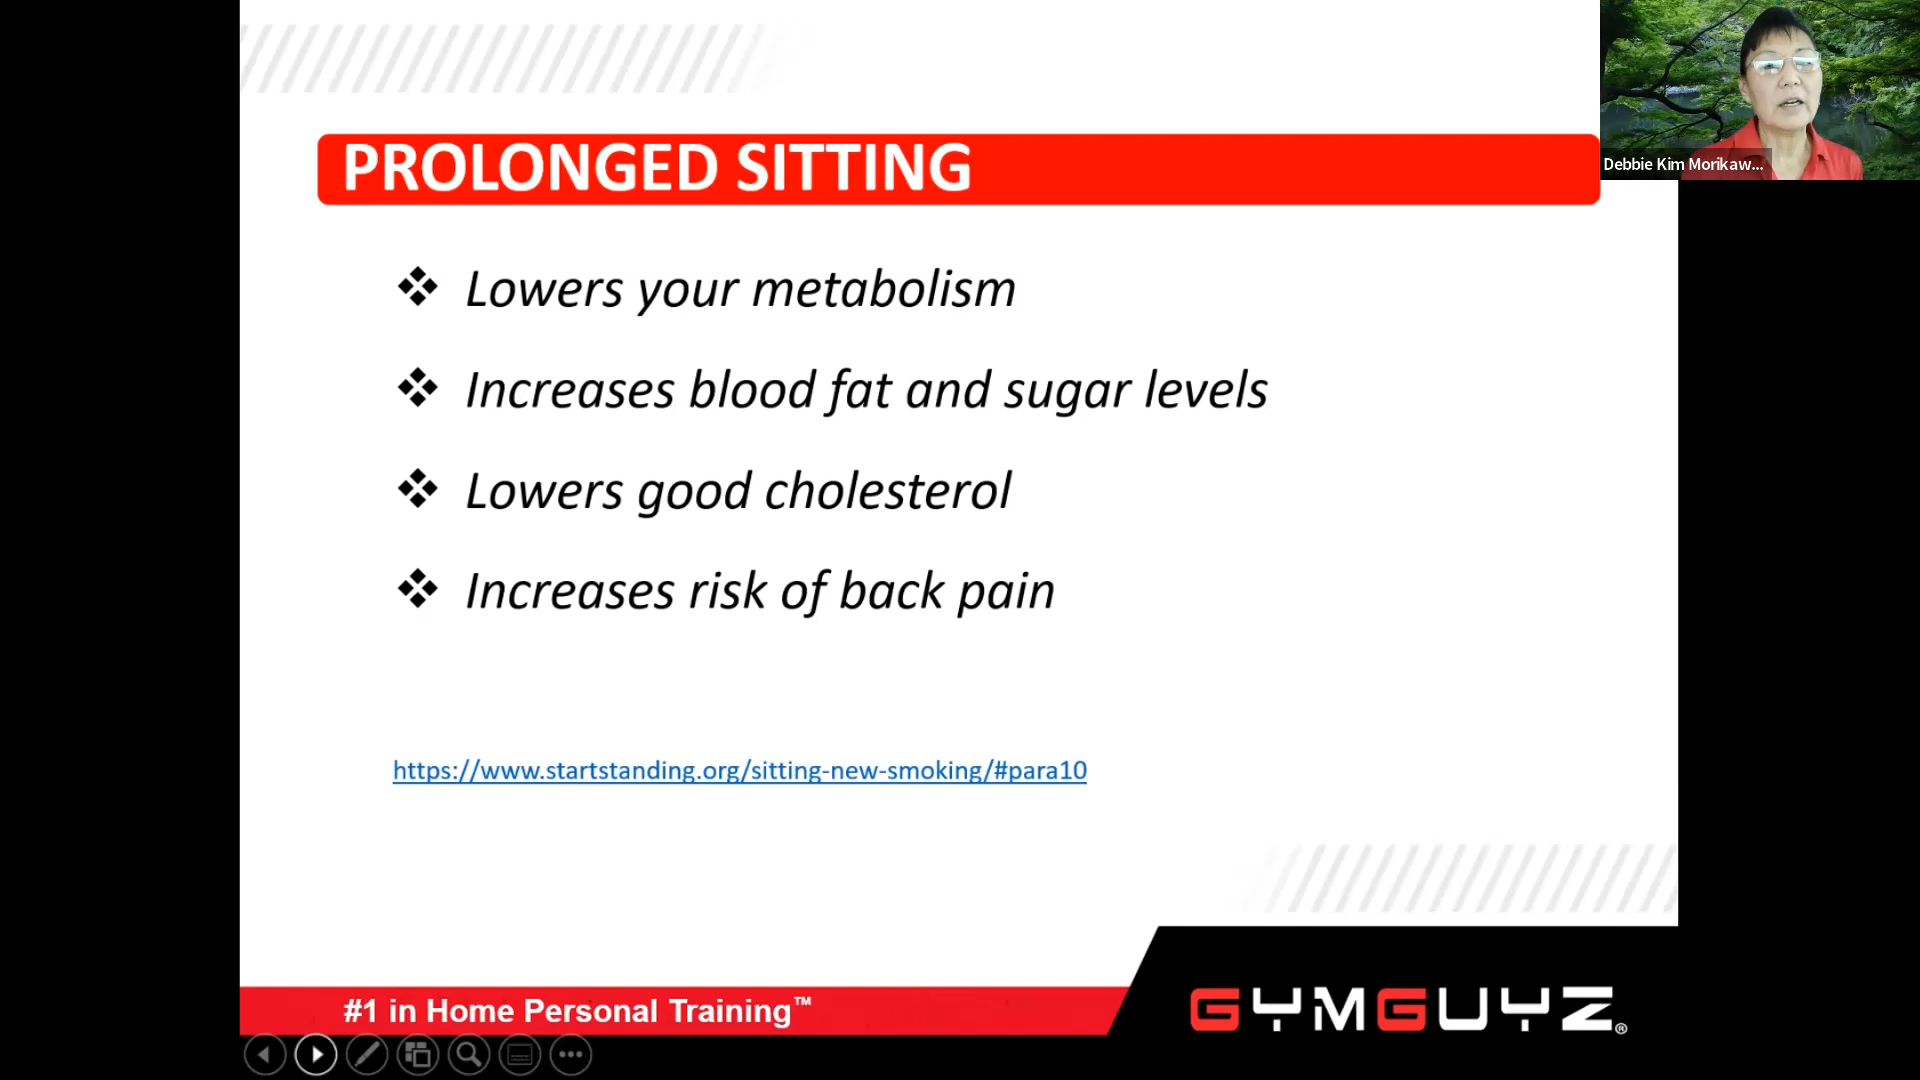 PROLONGED SITTING
Debbie Kim Morikaw...
❖ Lowers your metabolism
❖ Increases blood fat and sugar levels
❖ Lowers good cholesterol
❖ Increases risk of back pain
https://www.startstanding.org/sitting-new-smoking/#para10
#1 in Home Personal Training™
GYMGUYZ®